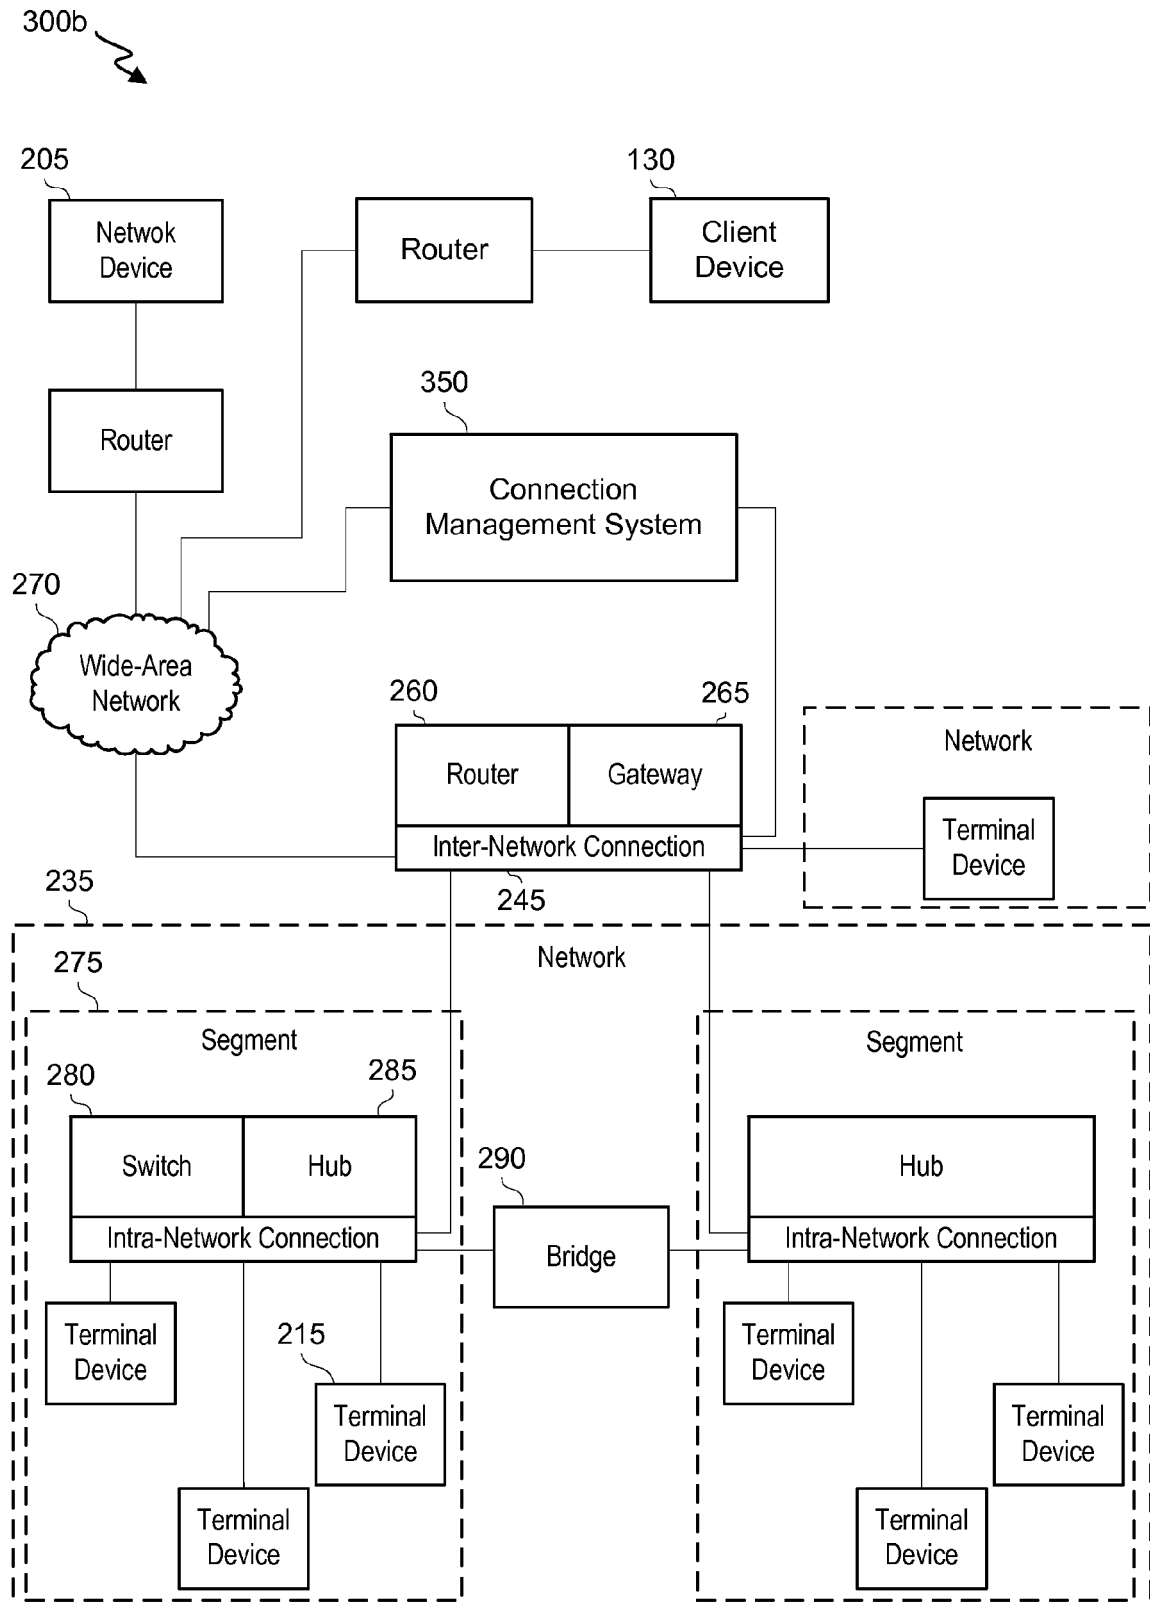 300b
205
130
Netwok
Device
Router
Client
Device
350
Router
Connection
Management System
270
Wide-Area
Network
260
265
Router
Gateway
Network
Inter-Network Connection
Terminal
Device
235
245
275
Network
Segment
Segment
280
285
Switch
Hub
290
Hub
Intra-Network Connection
Bridge
Intra-Network Connection
Terminal
Device
215
Terminal
Device
Terminal
Device
Terminal
Device
Terminal
Device
Terminal
Device